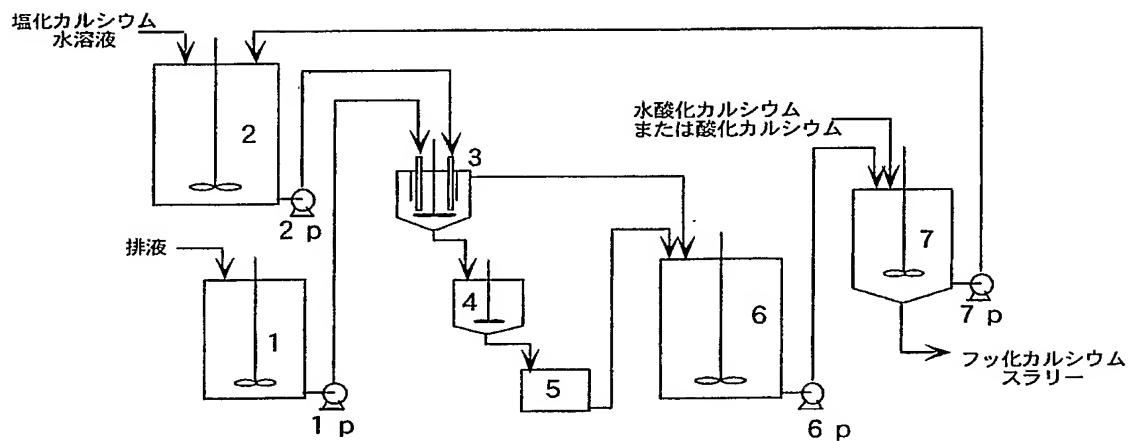 塩化カルシウム
水溶液
2
2 p
排液
1
1 p
3
4
5
水酸化カルシウム
または酸化カルシウム
6
6 p
7
7 p
フッ化カルシウム
スラリー